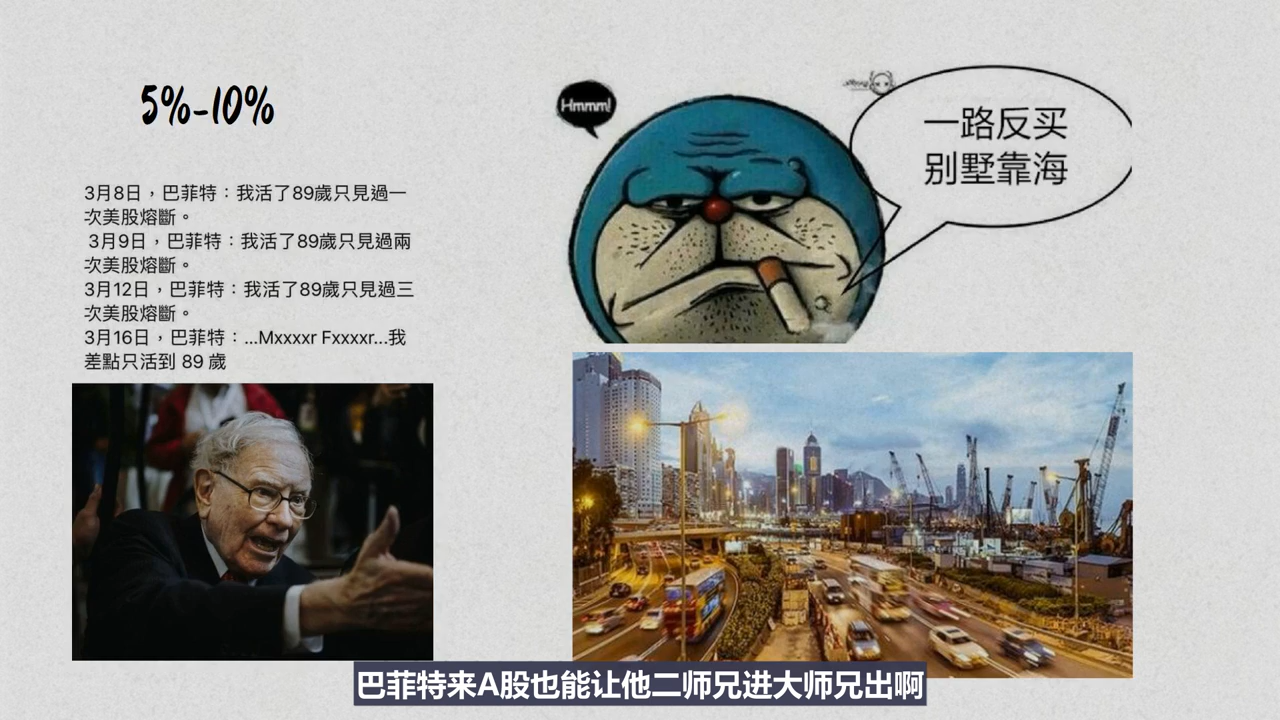 5%-10%
3月8日，巴菲特：我活了89歲只見過一
次美股熔斷。
3月9日，巴菲特：我活了89歲只見過兩
次美股熔斷。
3月12日，巴菲特：我活了89歲只見過三
次美股熔斷。
3月16日，巴菲特：...Mxxxxr Fxxxxr...我
差點只活到 89 歲
Hmmm!
一路反买
别墅靠海
巴菲特来A股也能让他二师兄进大师兄出啊